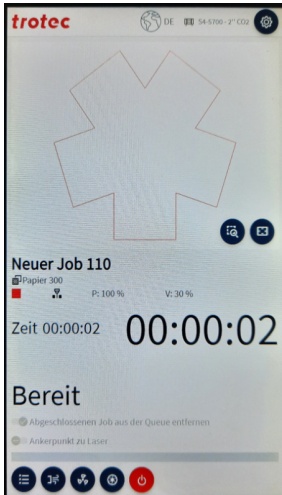 trotec
DE
S4-5700 - 2" CO2
Neuer Job 110
Papier 300
P: 100 %
V: 30 %
Zeit 00:00:02
00:00:02
Bereit
Abgeschlossenen Job aus der Queue entfernen
Ankerpunkt zu Laser